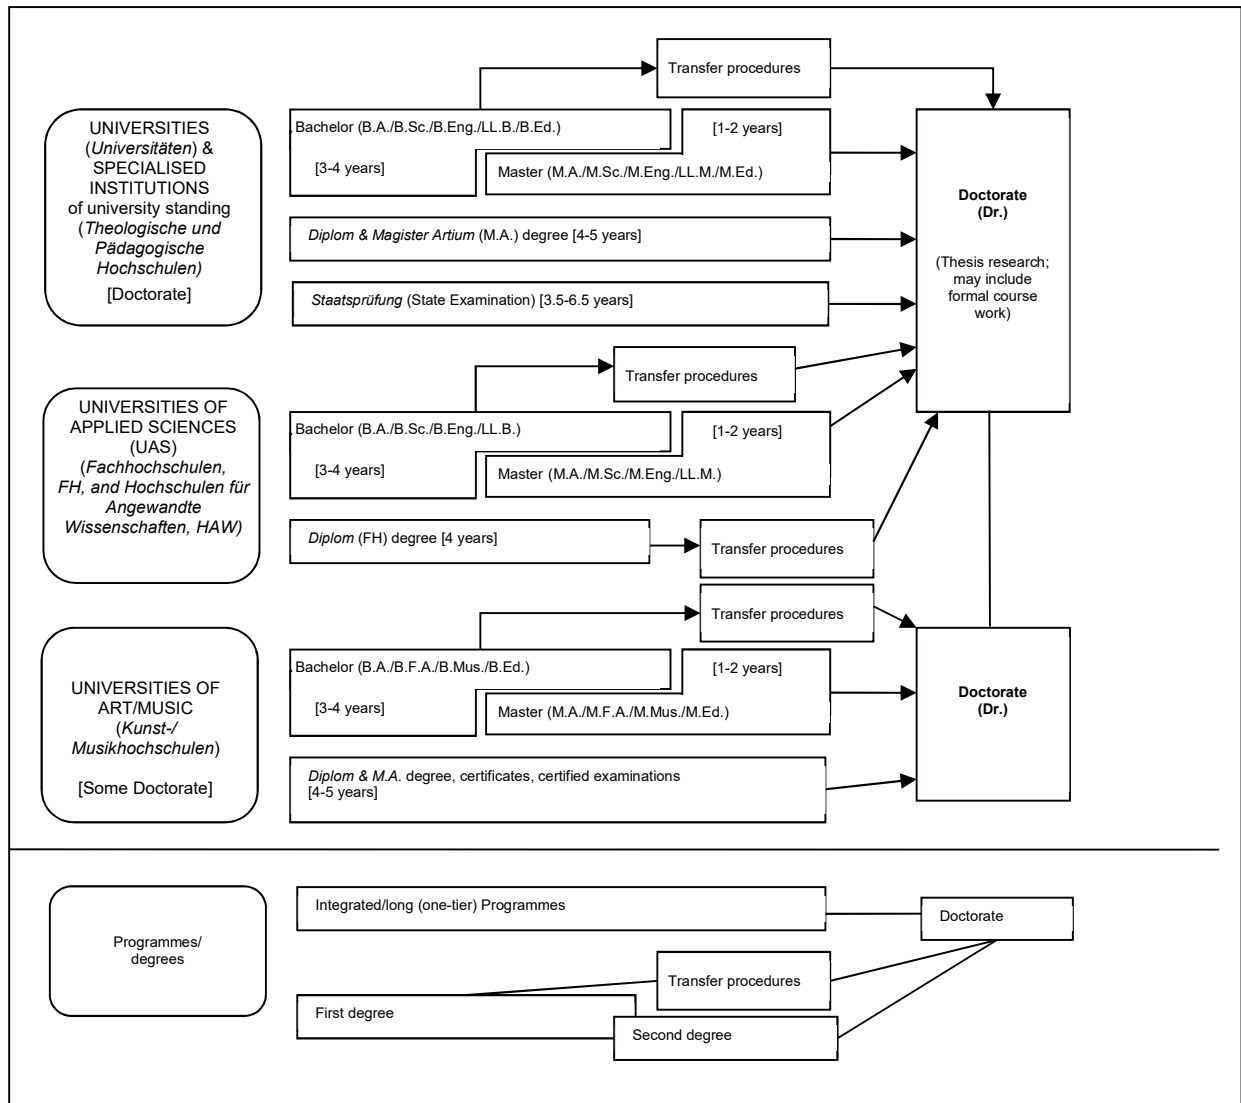 Transfer procedures
UNIVERSITIES
(Universitäten) &
SPECIALISED
INSTITUTIONS
of university standing
(Theologische und
Pädagogische
Hochschulen)
[Doctorate]
Bachelor (B.A./B.Sc./B.Eng./LL.B./B.Ed.)
[3-4 years]
[1-2 years]
Master (M.A./M.Sc./M.Eng./LL.M./M.Ed.)
Diplom & Magister Artium (M.A.) degree [4-5 years]
Staatsprüfung (State Examination) [3.5-6.5 years]
Doctorate
(Dr.)
(Thesis research;
may include
formal course
work)
Transfer procedures
UNIVERSITIES OF
APPLIED SCIENCES
(UAS)
(Fachhochschulen,
FH, and Hochschulen für
Angewandte
Wissenschaften, HAW)
Bachelor (B.A./B.Sc./B.Eng./LL.B.)
[3-4 years]
[1-2 years]
Master (M.A./M.Sc./M.Eng./LL.M.)
Diplom (FH) degree [4 years]
Transfer procedures
Transfer procedures
UNIVERSITIES OF
ART/MUSIC
(Kunst-/
Musikhochschulen)
[Some Doctorate]
Bachelor (B.A./B.F.A./B.Mus./B.Ed.)
[3-4 years]
[1-2 years]
Master (M.A./M.F.A./M.Mus./M.Ed.)
Diplom & M.A. degree, certificates, certified examinations
[4-5 years]
Doctorate
(Dr.)
Programmes/
degrees
Integrated/long (one-tier) Programmes
Doctorate
Transfer procedures
First degree
Second degree